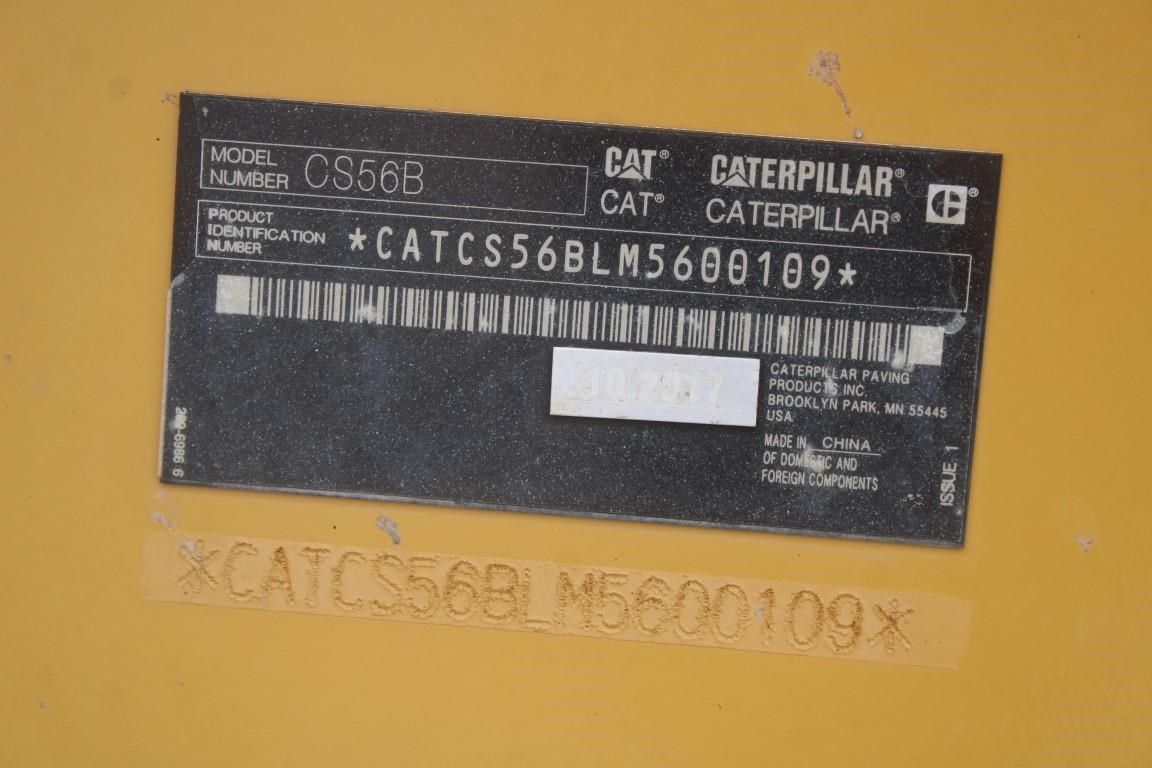 MODEL
NUMBER CS56B
CAT® CATERPILLAR®
CAT® CATERPILLAR®
PRODUCT
IDENTIFICATION
NUMBER
*CATCS56BLM5600109*
CATERPILLAR PAVING
PRODUCTS INC.
BROOKLYN PARK, MN 55445
USA
MADE IN CHINA
OF DOMESTIC AND
FOREIGN COMPONENTS
ISSUE 1
*CATCS56BLM5600109*